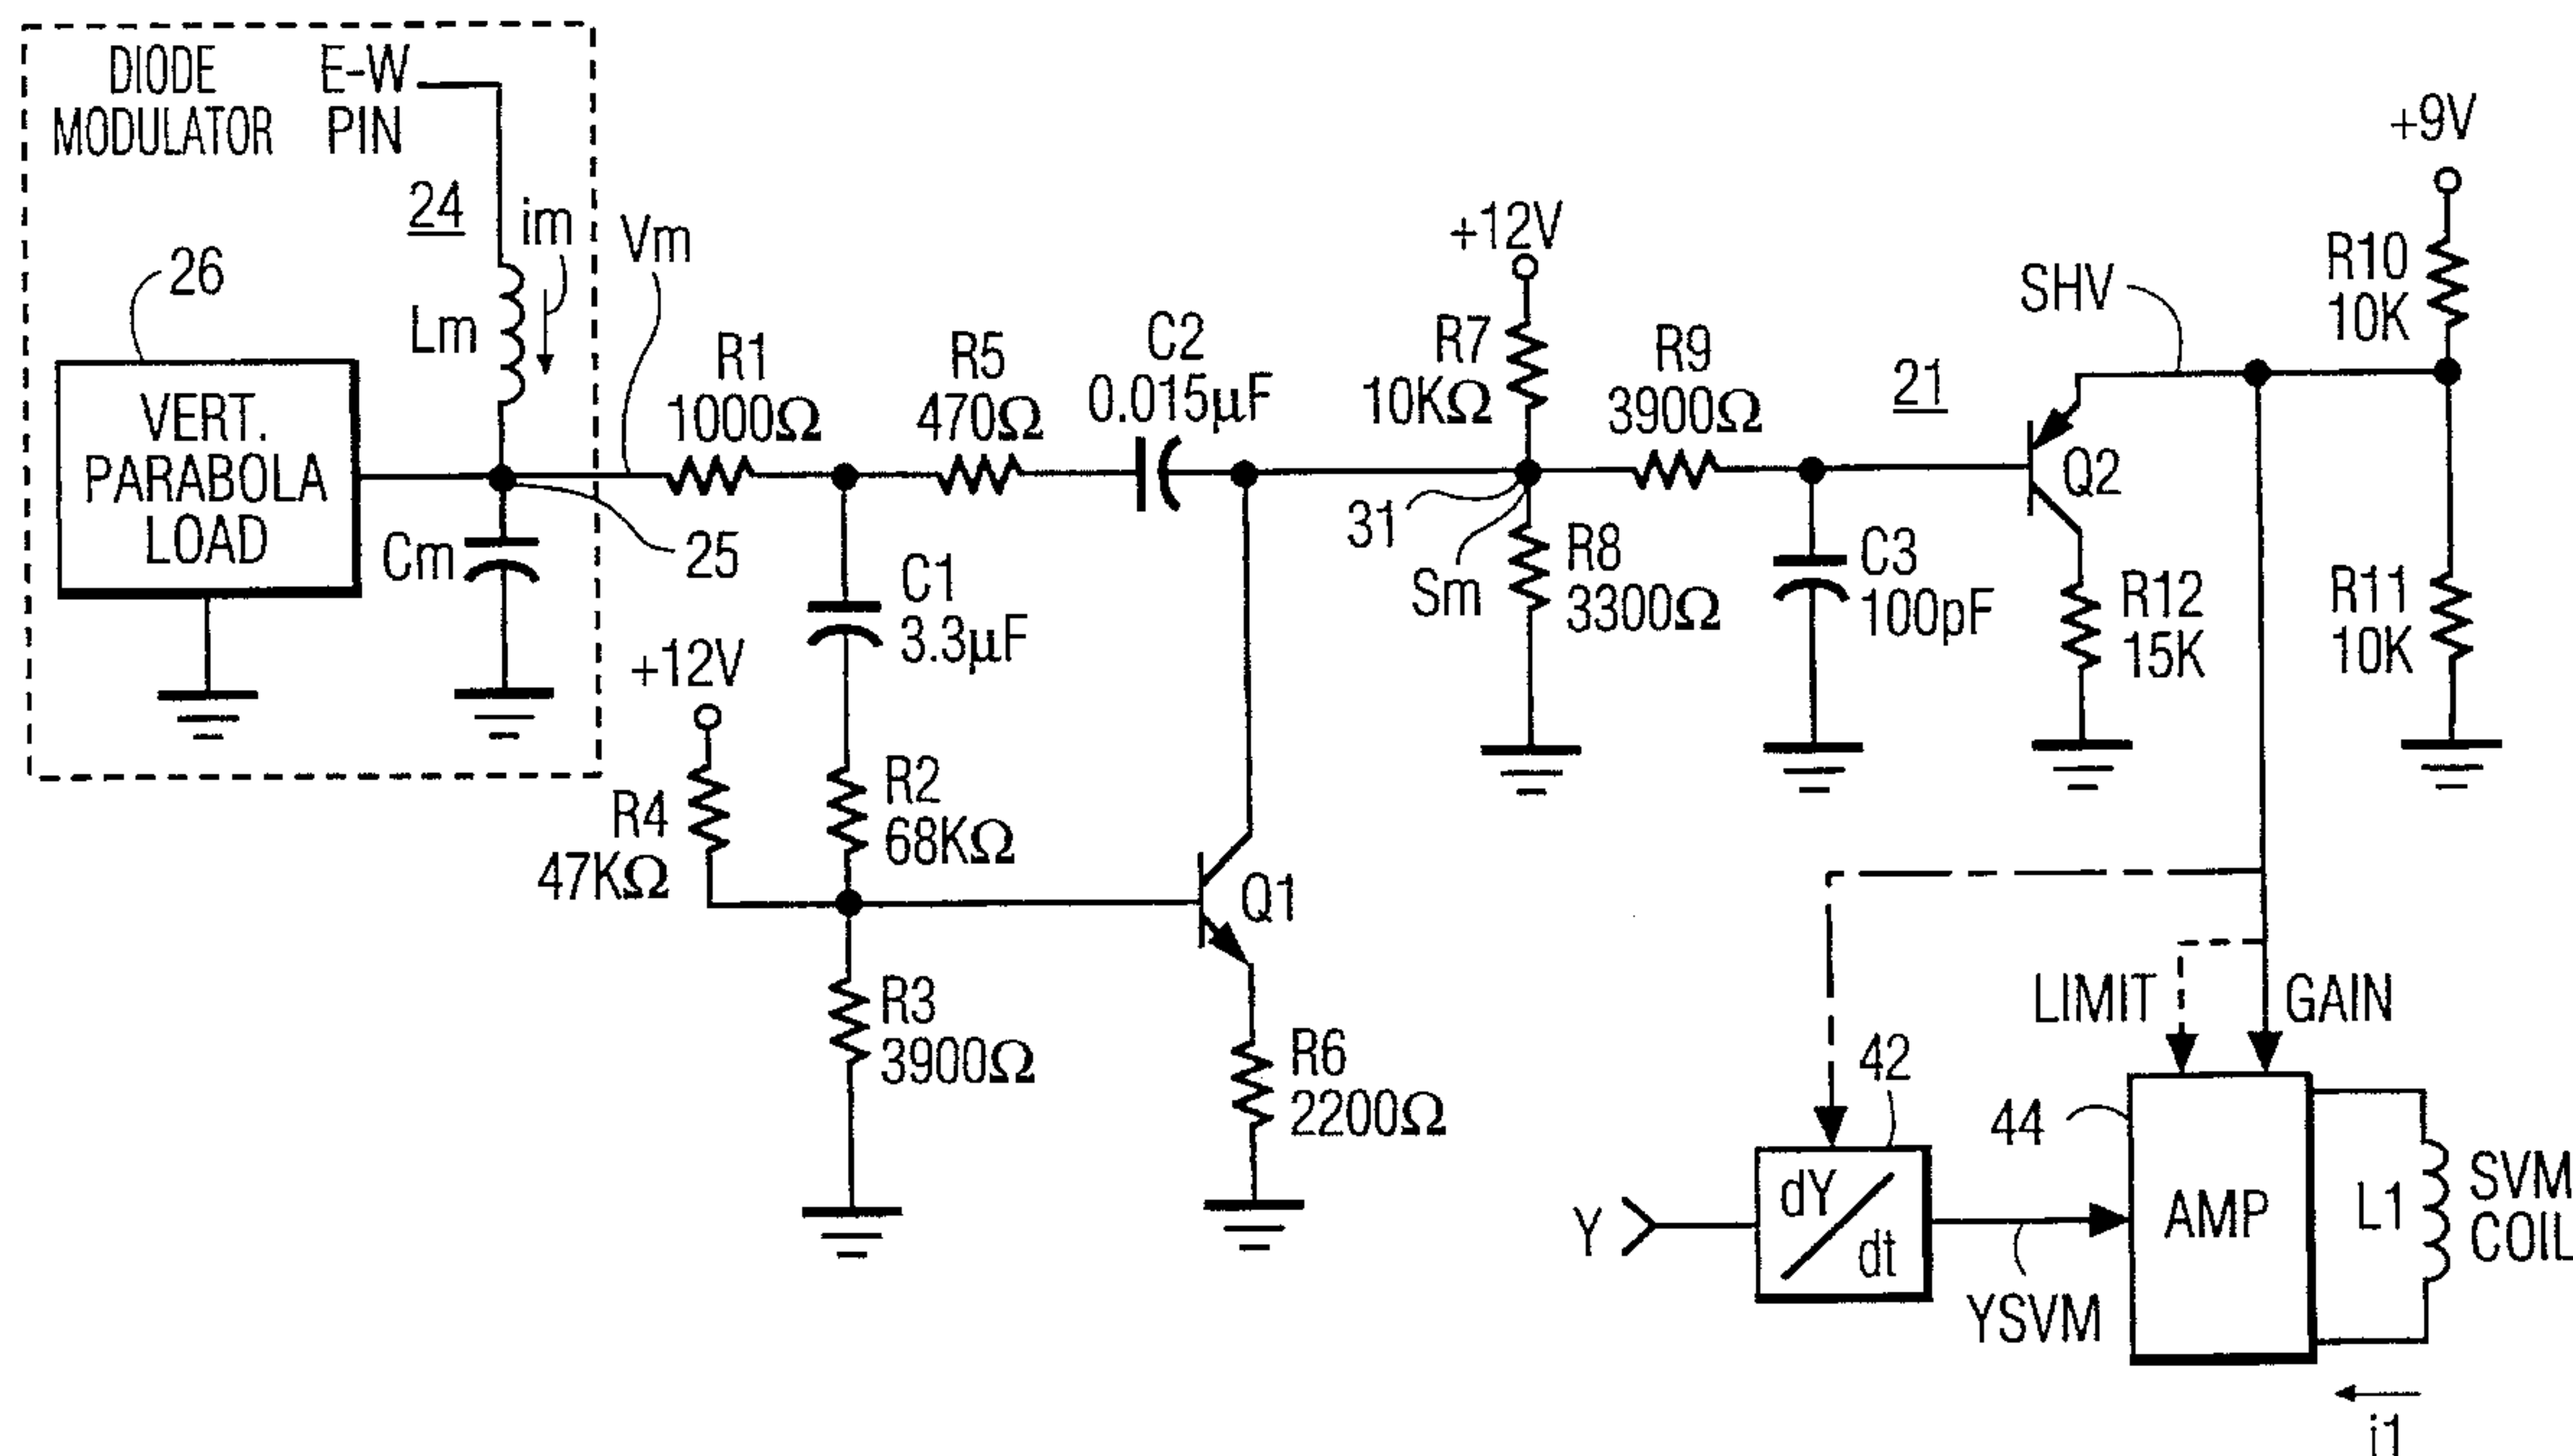 DIODE
MODULATOR
E-W
PIN
24
im
Vm
26
Lm
VERT.
PARABOLA
LOAD
Cm
25
R1
1000Ω
R5
470Ω
C2
0.015µF
C1
3.3µF
+12V
R4
47KΩ
R2
68KΩ
R3
3900Ω
Q1
R6
2200Ω
+12V
R7
10KΩ
31
Sm
R8
3300Ω
R9
3900Ω
C3
100pF
21
SHV
Q2
R12
15K
+9V
R10
10K
R11
10K
LIMIT
GAIN
42
44
Y
dY
dt
YSVM
AMP
L1
SVM
COIL
i1